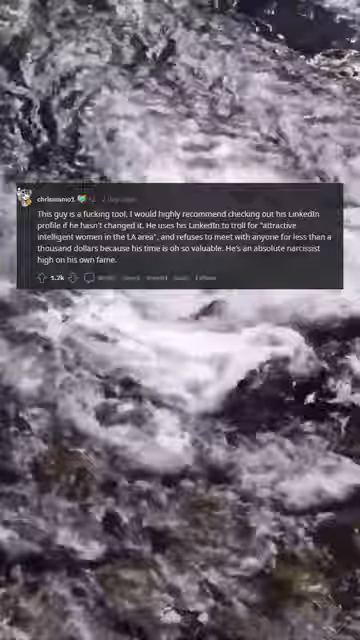 This guy is a fucking tool, I would highly recommend checking out his LinkedIn
profile if he hasn't changed it. He uses his LinkedIn to troll for "attractive
intelligent women in the LA area", and refuses to meet with anyone for less than a
thousand dollars because his time is oh so valuable. He's an absolute narcissist
high on his own fame.
1.2k